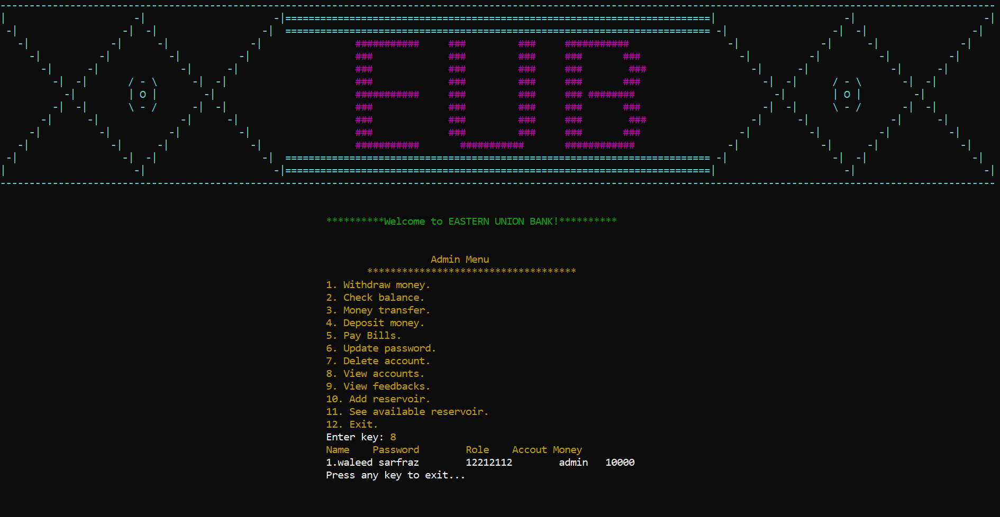 EUB
**********Welcome to EASTERN UNION BANK!**********
Admin Menu
************************************
1. Withdraw money.
2. Check balance.
3. Money transfer.
4. Deposit money.
5. Pay Bills.
6. Update password.
7. Delete account.
8. View accounts.
9. View feedbacks.
10. Add reservoir.
11. See available reservoir.
12. Exit.
Enter key: 8
Name    Password        Role    Accout Money
1.waleed sarfraz        12212112        admin   10000
Press any key to exit...